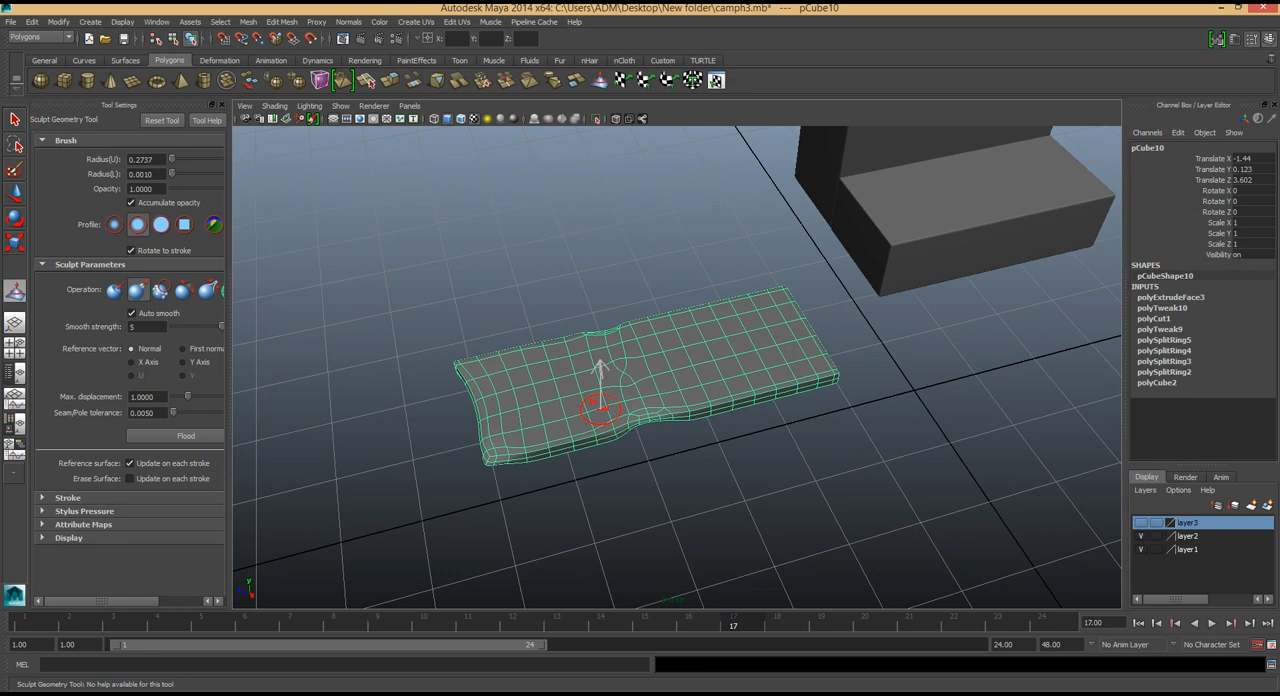 Autodesk Maya 2014 x64: C:\Users\ADM\Desktop\New folder\camph3.mb* --- pCube10
File Edit Modify Create Display Window Assets Select Mesh Edit Mesh Proxy Normals Color Create UVs Edit UVs Muscle Pipeline Cache Help
Polygons X: Y: Z:
General Curves Surfaces Polygons Deformation Animation Dynamics Rendering PaintEffects Toon Muscle Fluids Fur nHair nCloth Custom TURTLE
Tool Settings
Sculpt Geometry Tool Reset Tool Tool Help
Brush
Radius(U): 0.2737
Radius(L): 0.0010
Opacity: 1.0000
Accumulate opacity
Profile:
Rotate to stroke
Sculpt Parameters
Operation:
Auto smooth
Smooth strength: 5
Reference vector: Normal First norma
X Axis Y Axis
U V
Max. displacement: 1.0000
Seam/Pole tolerance: 0.0050
Flood
Reference surface: Update on each stroke
Erase Surface: Update on each stroke
Stroke
Stylus Pressure
Attribute Maps
Display
View Shading Lighting Show Renderer Panels
y
persp
Channel Box / Layer Editor
Channels Edit Object Show
pCube10
Translate X -1.44
Translate Y 0.123
Translate Z 3.602
Rotate X 0
Rotate Y 0
Rotate Z 0
Scale X 1
Scale Y 1
Scale Z 1
Visibility on
SHAPES
pCubeShape10
INPUTS
polyExtrudeFace3
polyTweak10
polyCut1
polyTweak9
polySplitRing5
polySplitRing4
polySplitRing3
polySplitRing2
polyCube2
Display Render Anim
Layers Options Help
layer3
V layer2
V layer1
1 2 3 4 5 6 7 8 9 10 11 12 13 14 15 16 17 18 19 20 21 22 23 24
17 17.00
1.00 1.00 1 24 24.00 48.00 No Anim Layer No Character Set
MEL
Sculpt Geometry Tool: No help available for this tool